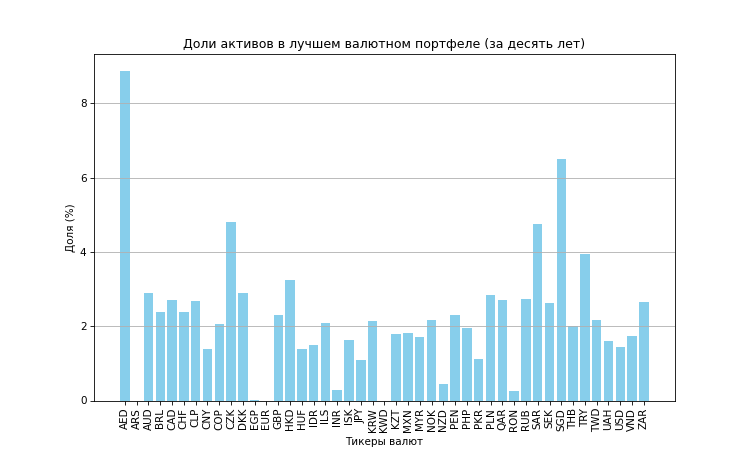 Доли активов в лучшем валютном портфеле (за десять лет)
Доля (%)
8
6
4
2
0
AED ARS AUD BRL CAD CHF CLP CNY COP CZK DKK EGP EUR GBP HKD HUF IDR ILS INR ISK JPY KRW KWD KZT MXN MYR NOK NZD PEN PHP PKR PLN QAR RON RUB SAR SEK SGD THB TRY TWD UAH USD VND ZAR
Тикеры валют